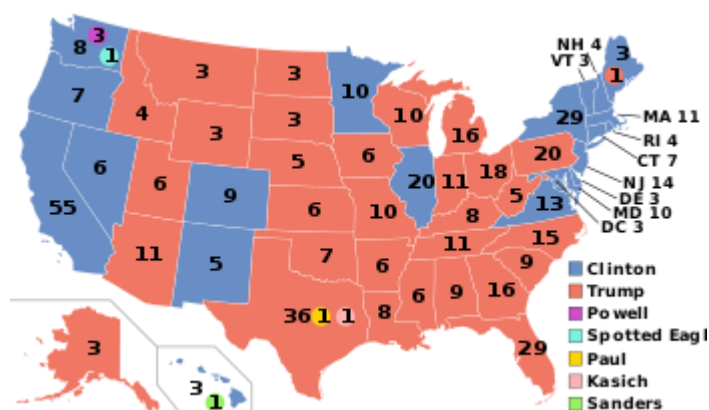 NH 4
3
VT 3
8 3 1
3
3
10
1
7
4
3
3
10
16
29
MA 11
RI 4
CT 7
6
6
9
5
6
20
11
18
20
NJ 14
DE 3
MD 10
DC 3
55
6
10
8
5
13
11
5
7
6
11
15
9
36 1 1
8
6
9
16
29
3
3
1
Clinton
Trump
Powell
Spotted Eagl
Paul
Kasich
Sanders